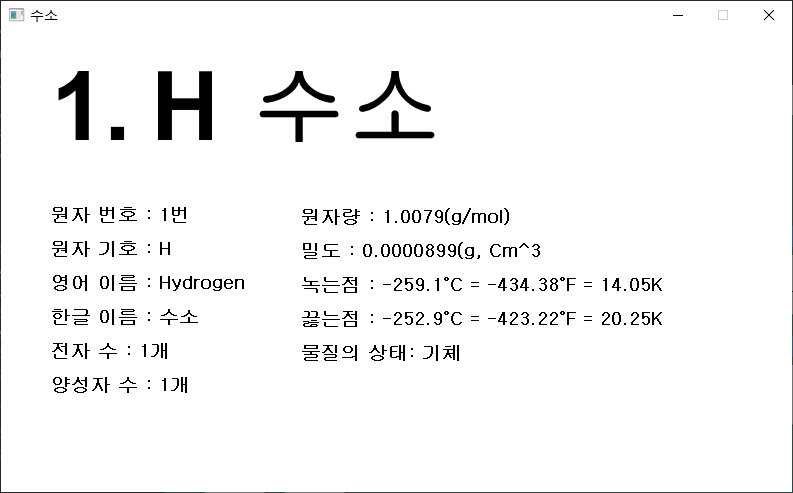 수소
1. H 수소
원자 번호 : 1번
원자 기호 : H
영어 이름 : Hydrogen
한글 이름 : 수소
전자 수 : 1개
양성자 수 : 1개
원자량 : 1.0079(g/mol)
밀도 : 0.0000899(g, Cm^3
녹는점 : -259.1°C = -434.38°F = 14.05K
끓는점 : -252.9°C = -423.22°F = 20.25K
물질의 상태: 기체